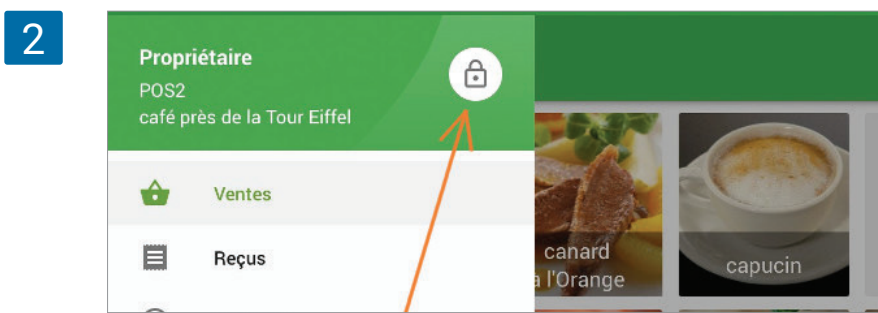 2
Propriétaire
POS2
café près de la Tour Eiffel
Ventes
Reçus
canard
à l'Orange
capucin